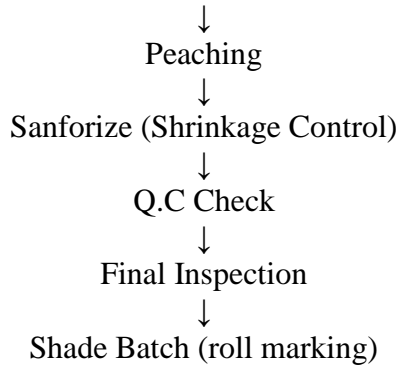 ↓
Peaching
↓
Sanforize (Shrinkage Control)
↓
Q.C Check
↓
Final Inspection
↓
Shade Batch (roll marking)